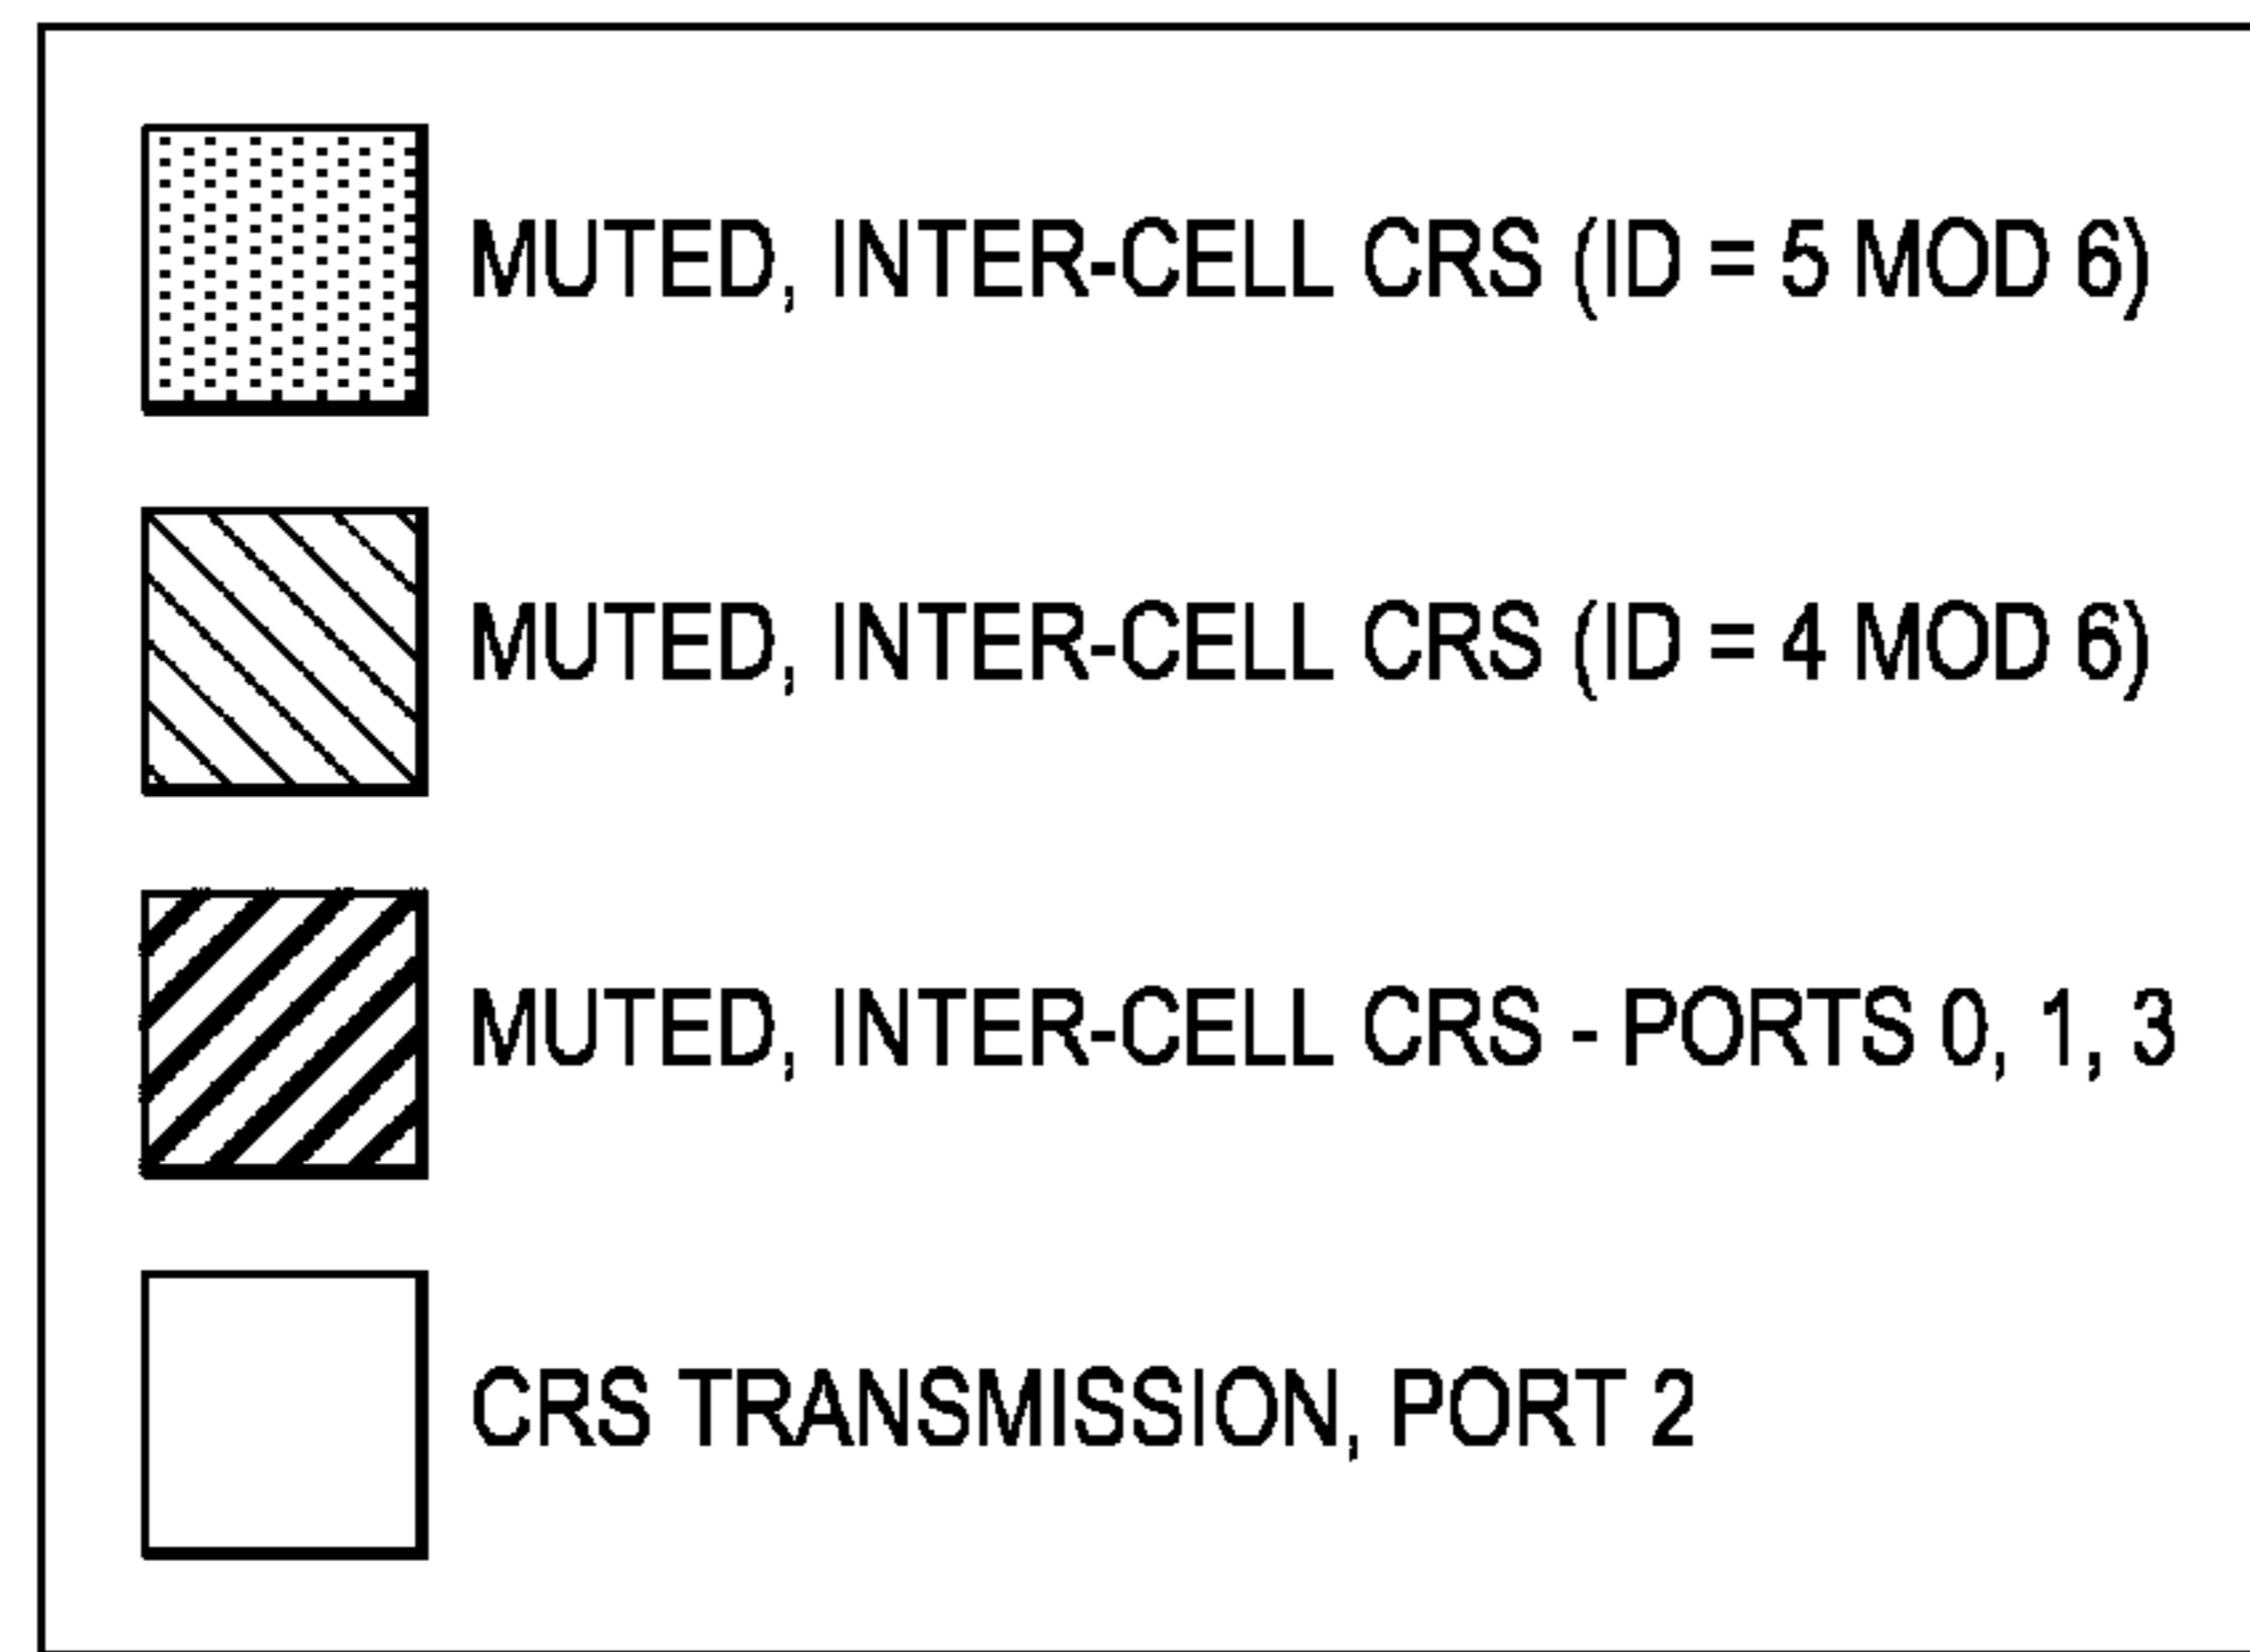 MUTED, INTER-CELL CRS (ID = 5 MOD 6)
MUTED, INTER-CELL CRS (ID = 4 MOD 6)
MUTED, INTER-CELL CRS - PORTS 0, 1, 3
CRS TRANSMISSION, PORT 2